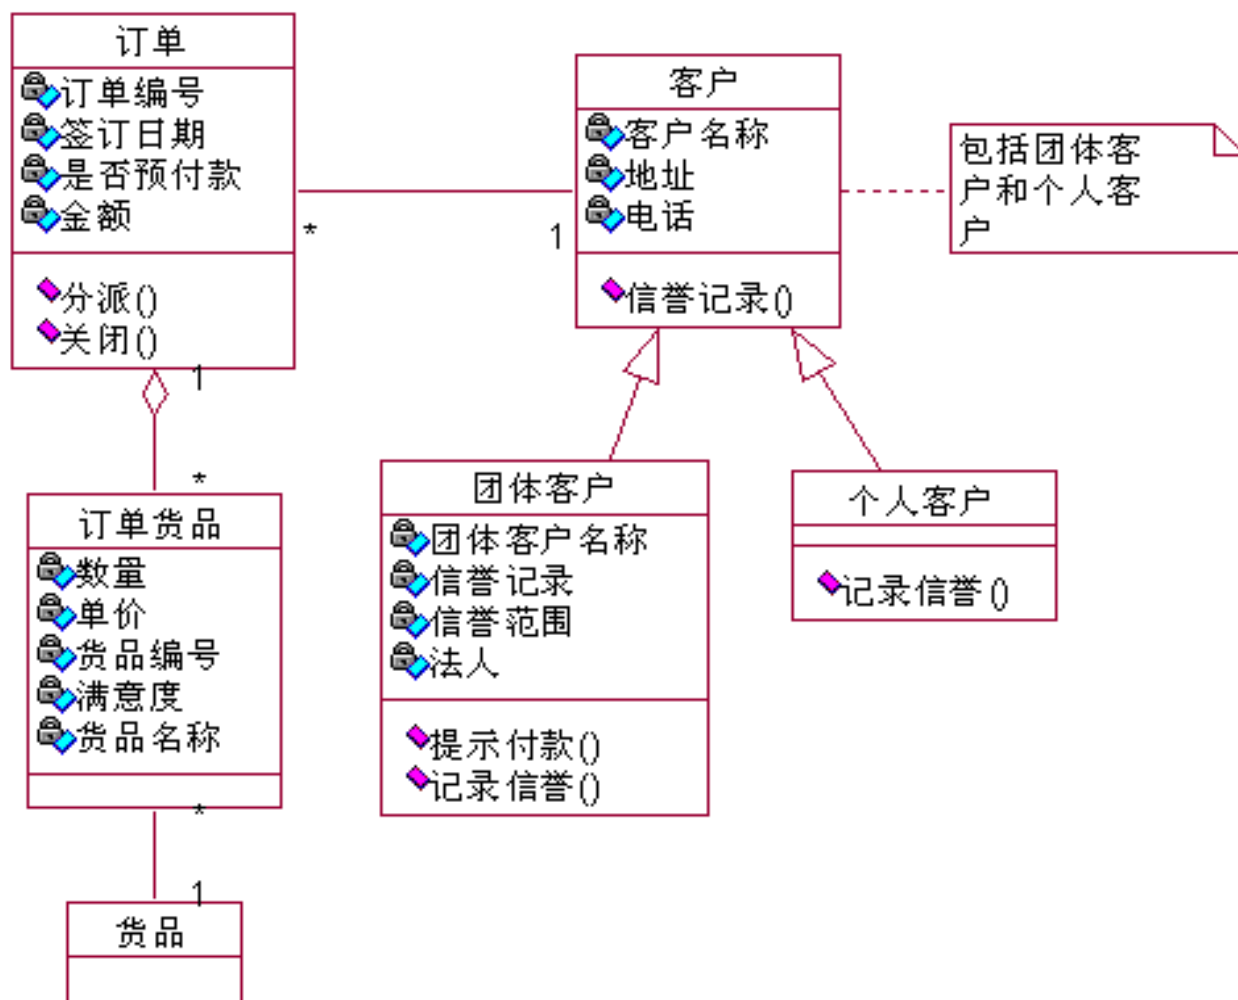 订单
订单编号
签订日期
是否预付款
金额
分派()
关闭()
*
1
客户
客户名称
地址
电话
信誉记录()
包括团体客
户和个人客
户
1
*
订单货品
数量
单价
货品编号
满意度
货品名称
*
1
货品
团体客户
团体客户名称
信誉记录
信誉范围
法人
提示付款()
记录信誉()
个人客户
记录信誉()